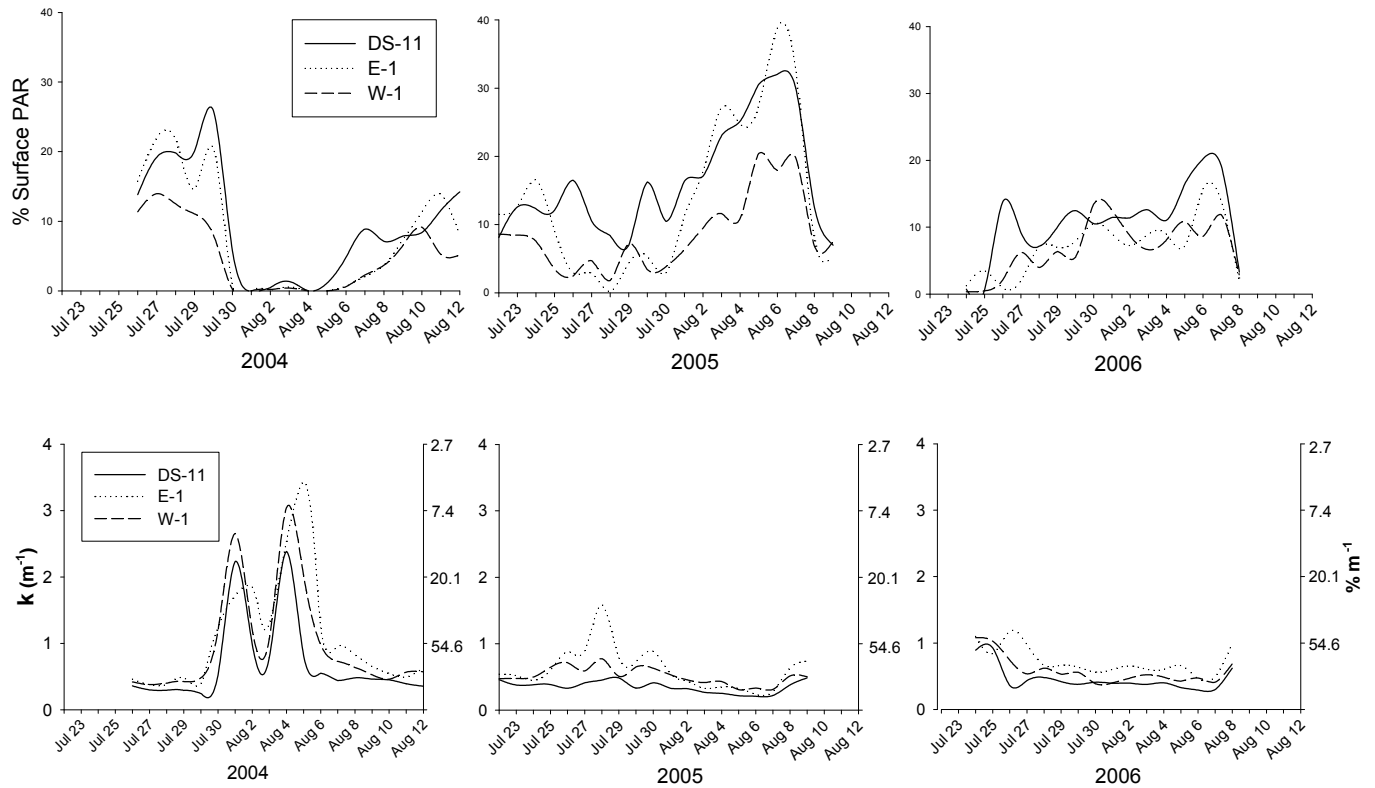 % Surface PAR
40
30
20
10
0
DS-11
E-1
W-1
Jul 23
Jul 25
Jul 27
Jul 29
Jul 30
Aug 2
Aug 4
Aug 6
Aug 8
Aug 10
Aug 12
2004
40
30
20
10
0
Jul 23
Jul 25
Jul 27
Jul 29
Jul 30
Aug 2
Aug 4
Aug 6
Aug 8
Aug 10
Aug 12
2005
40
30
20
10
0
Jul 23
Jul 25
Jul 27
Jul 29
Jul 30
Aug 2
Aug 4
Aug 6
Aug 8
Aug 10
Aug 12
2006
k (m⁻¹)
4
3
2
1
0
DS-11
E-1
W-1
2.7
7.4
20.1
54.6
Jul 23
Jul 25
Jul 27
Jul 29
Jul 30
Aug 2
Aug 4
Aug 6
Aug 8
Aug 10
Aug 12
2004
4
3
2
1
0
2.7
7.4
20.1
54.6
Jul 23
Jul 25
Jul 27
Jul 29
Jul 30
Aug 2
Aug 4
Aug 6
Aug 8
Aug 10
Aug 12
2005
4
3
2
1
0
2.7
7.4
20.1
54.6
% m⁻¹
Jul 23
Jul 25
Jul 27
Jul 29
Jul 30
Aug 2
Aug 4
Aug 6
Aug 8
Aug 10
Aug 12
2006